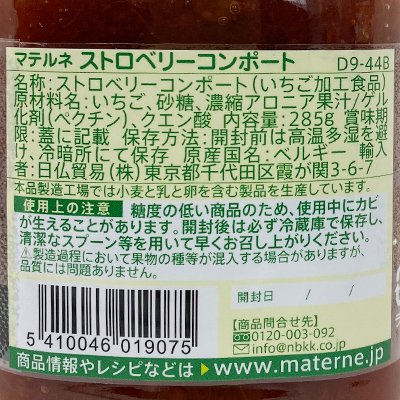 マテルネ ストロベリーコンポート D9-44B
名称:ストロベリーコンポート(いちご加工食品)
原材料名:いちご、砂糖、濃縮アロニア果汁/ゲル
化剤(ペクチン)、クエン酸 内容量:285g 賞味期
限:蓋に記載 保存方法:開封前は高温多湿を避
け、冷暗所にて保存 原産国名:ベルギー 輸入
者:日仏貿易(株)東京都千代田区霞が関3-6-7
本品製造工場では小麦と乳と卵を含む製品を生産しています。
使用上の注意 糖度の低い商品のため、使用中にカビ
が生えることがあります。開封後は必ず冷蔵庫で保存し、
清潔なスプーン等を用いて早くお召し上がりください。
⚠製造過程において果物の種等が混入する場合がありますが、
品質には問題ありません。
開封日 / /
5 410046 019075
商品問合せ先
0120-003-092
info@nbkk.co.jp
商品情報やレシピなどは www.materne.jp